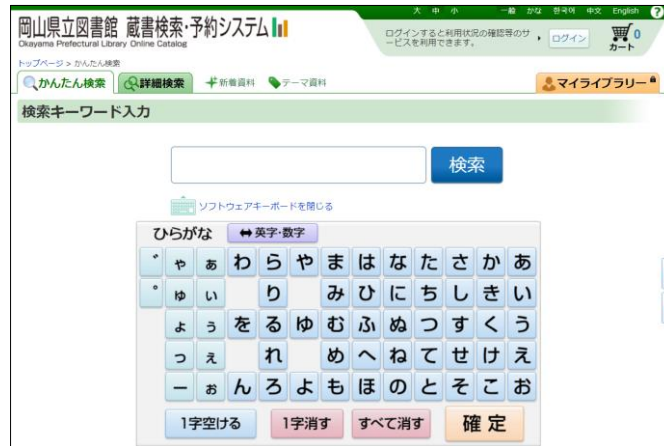 大 中 小 一般 かな 한국어 中文 English ?
岡山県立図書館 蔵書検索・予約システム
Okayama Prefectural Library Online Catalog
ログインすると利用状況の確認等のサービスを利用できます。
ログイン
0
カート
トップページ > かんたん検索
かんたん検索 詳細検索 新着資料 テーマ資料 マイライブラリー
検索キーワード入力
検索
ソフトウェアキーボードを閉じる
ひらがな ⇔英字・数字
゛ ゃ ぁ わ ら や ま は な た さ か あ
゜ ゅ ぃ り み ひ に ち し き い
ょ ぅ を る ゆ む ふ ぬ つ す く う
っ ぇ れ め へ ね て せ け え
ー ぉ ん ろ よ も ほ の と そ こ お
1字空ける 1字消す すべて消す 確定